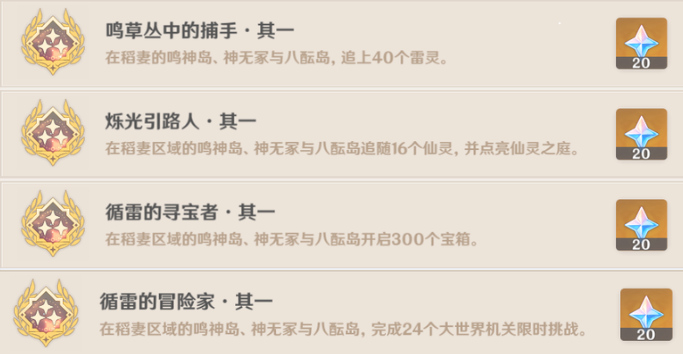 鸣草丛中的捕手·其一
在稻妻的鸣神岛、神无冢与八酝岛,追上40个雷灵。
20
烁光引路人·其一
在稻妻区域的鸣神岛、神无冢与八酝岛追随16个仙灵,并点亮仙灵之庭。
20
循雷的寻宝者·其一
在稻妻区域的鸣神岛、神无冢与八酝岛开启300个宝箱。
20
循雷的冒险家·其一
在稻妻区域的鸣神岛、神无冢与八酝岛,完成24个大世界机关限时挑战。
20